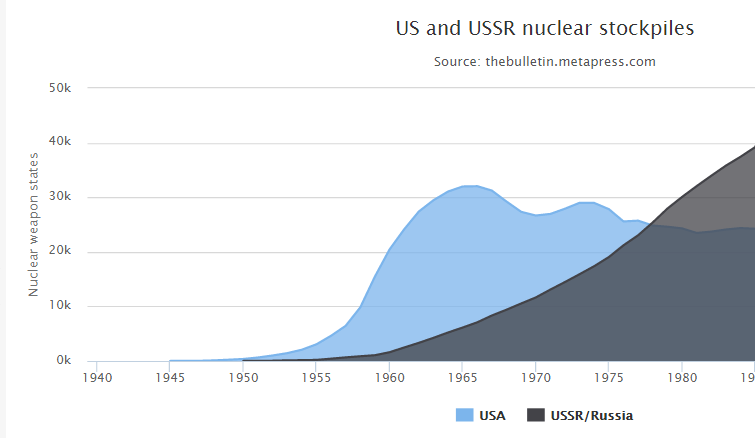 US and USSR nuclear stockpiles
Source: thebulletin.metapress.com
Nuclear weapon states
50k
40k
30k
20k
10k
0k
1940 1945 1950 1955 1960 1965 1970 1975 1980 19
USA USSR/Russia